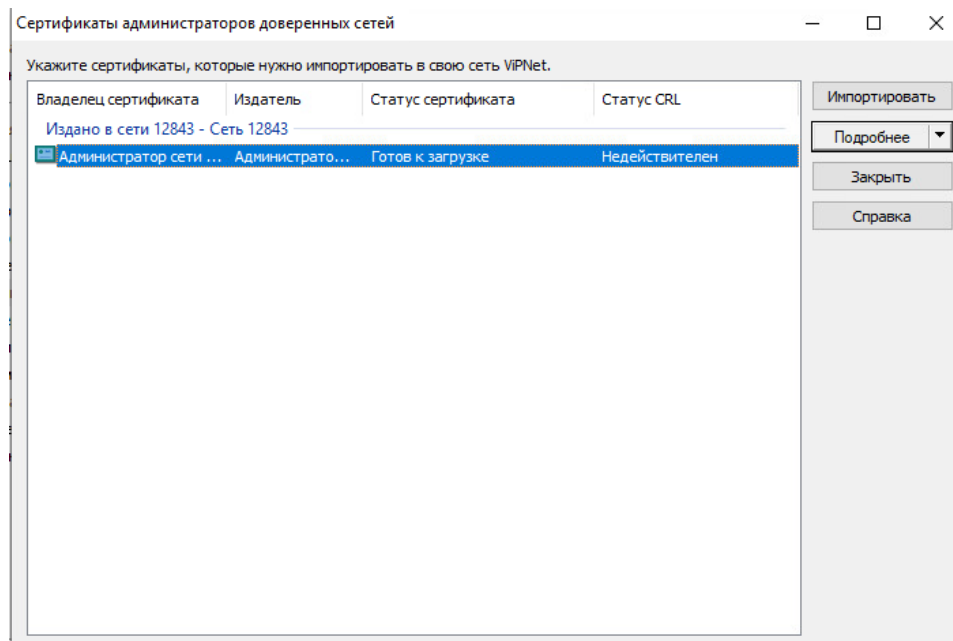 Сертификаты администраторов доверенных сетей
Укажите сертификаты, которые нужно импортировать в свою сеть ViPNet.
Владелец сертификата Издатель Статус сертификата Статус CRL
Издано в сети 12843 - Сеть 12843
Администратор сети ... Администрато... Готов к загрузке Недействителен
Импортировать
Подробнее
Закрыть
Справка